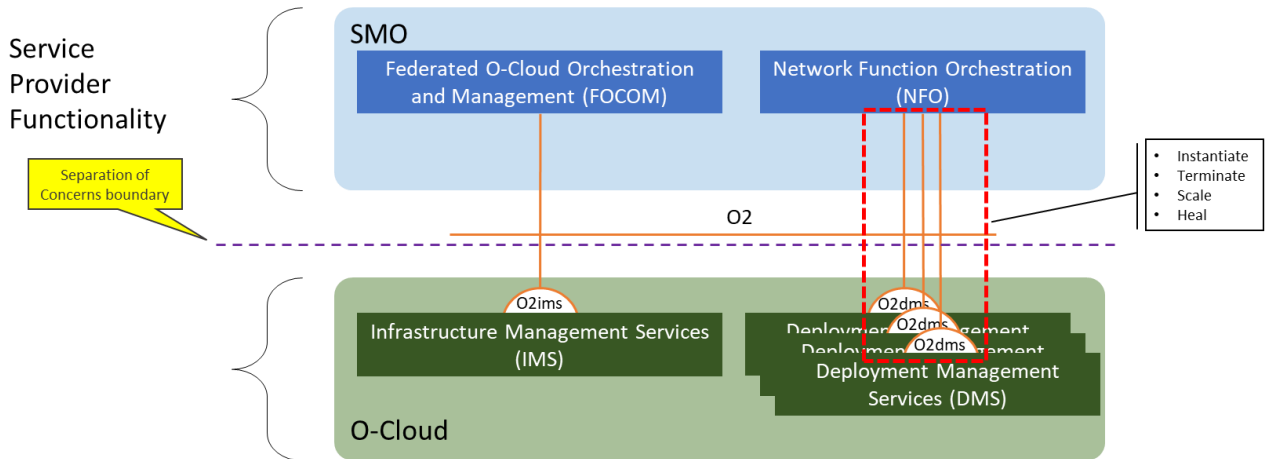 Service
Provider
Functionality
SMO
Federated O-Cloud Orchestration
and Management (FOCOM)
Network Function Orchestration
(NFO)
• Instantiate
• Terminate
• Scale
• Heal
Separation of
Concerns boundary
O2
O2ims
Infrastructure Management Services
(IMS)
O2dms
O2dms
O2dms
Deployment Management
Services (DMS)
O-Cloud